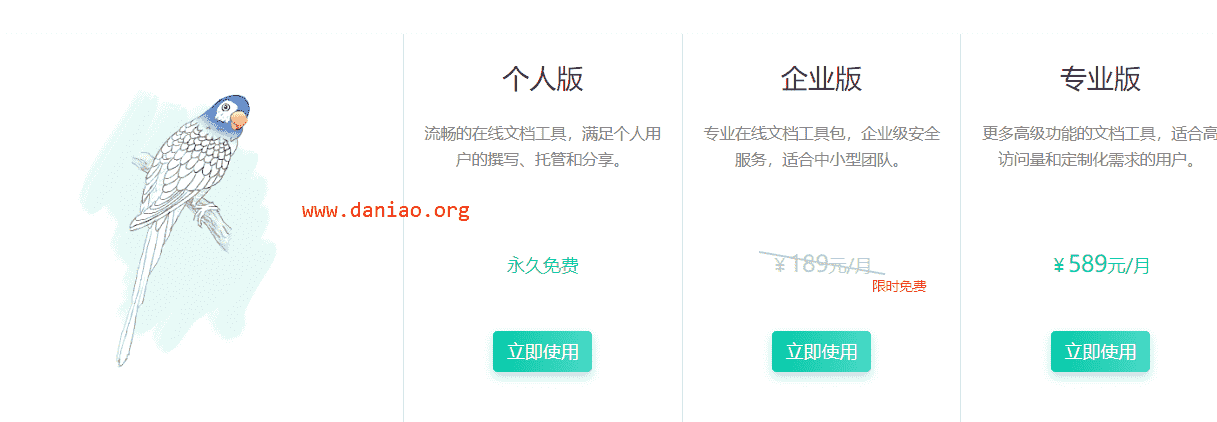 个人版
流畅的在线文档工具，满足个人用
户的撰写、托管和分享。
永久免费
立即使用
企业版
专业在线文档工具包，企业级安全
服务，适合中小型团队。
￥189元/月
限时免费
立即使用
专业版
更多高级功能的文档工具，适合高
访问量和定制化需求的用户。
￥589元/月
立即使用
www.daniao.org